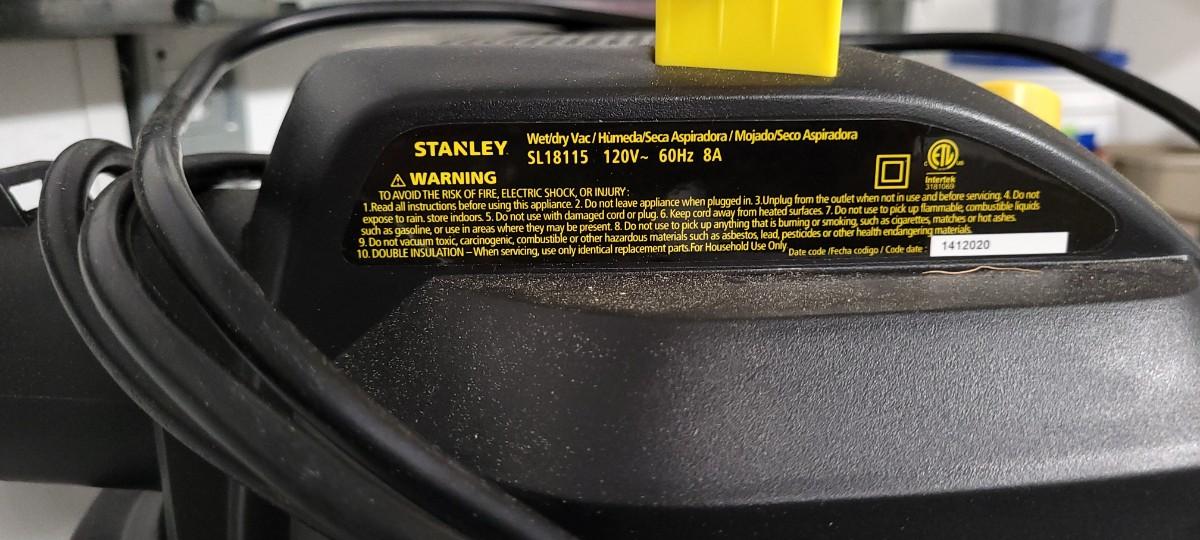 STANLEY
Wet/dry Vac / Hùmeda/Seca Aspiradora / Mojado/Seco Aspiradora
SL18115 120V~ 60Hz 8A
ETL
C US
Intertek
3181069
WARNING
TO AVOID THE RISK OF FIRE, ELECTRIC SHOCK, OR INJURY:
1.Read all instructions before using this appliance. 2. Do not leave appliance when plugged in. 3.Unplug from the outlet when not in use and before servicing. 4. Do not
expose to rain. store indoors. 5. Do not use with damaged cord or plug. 6. Keep cord away from heated surfaces. 7. Do not use to pick up flammable, combustible liquids
such as gasoline, or use in areas where they may be present. 8. Do not use to pick up anything that is burning or smoking, such as cigarettes, matches or hot ashes.
9. Do not vacuum toxic, carcinogenic, combustible or other hazardous materials such as asbestos, lead, pesticides or other health endangering materials.
10. DOUBLE INSULATION – When servicing, use only identical replacement parts.For Household Use Only
Date code /Fecha codigo / Code date : 1412020